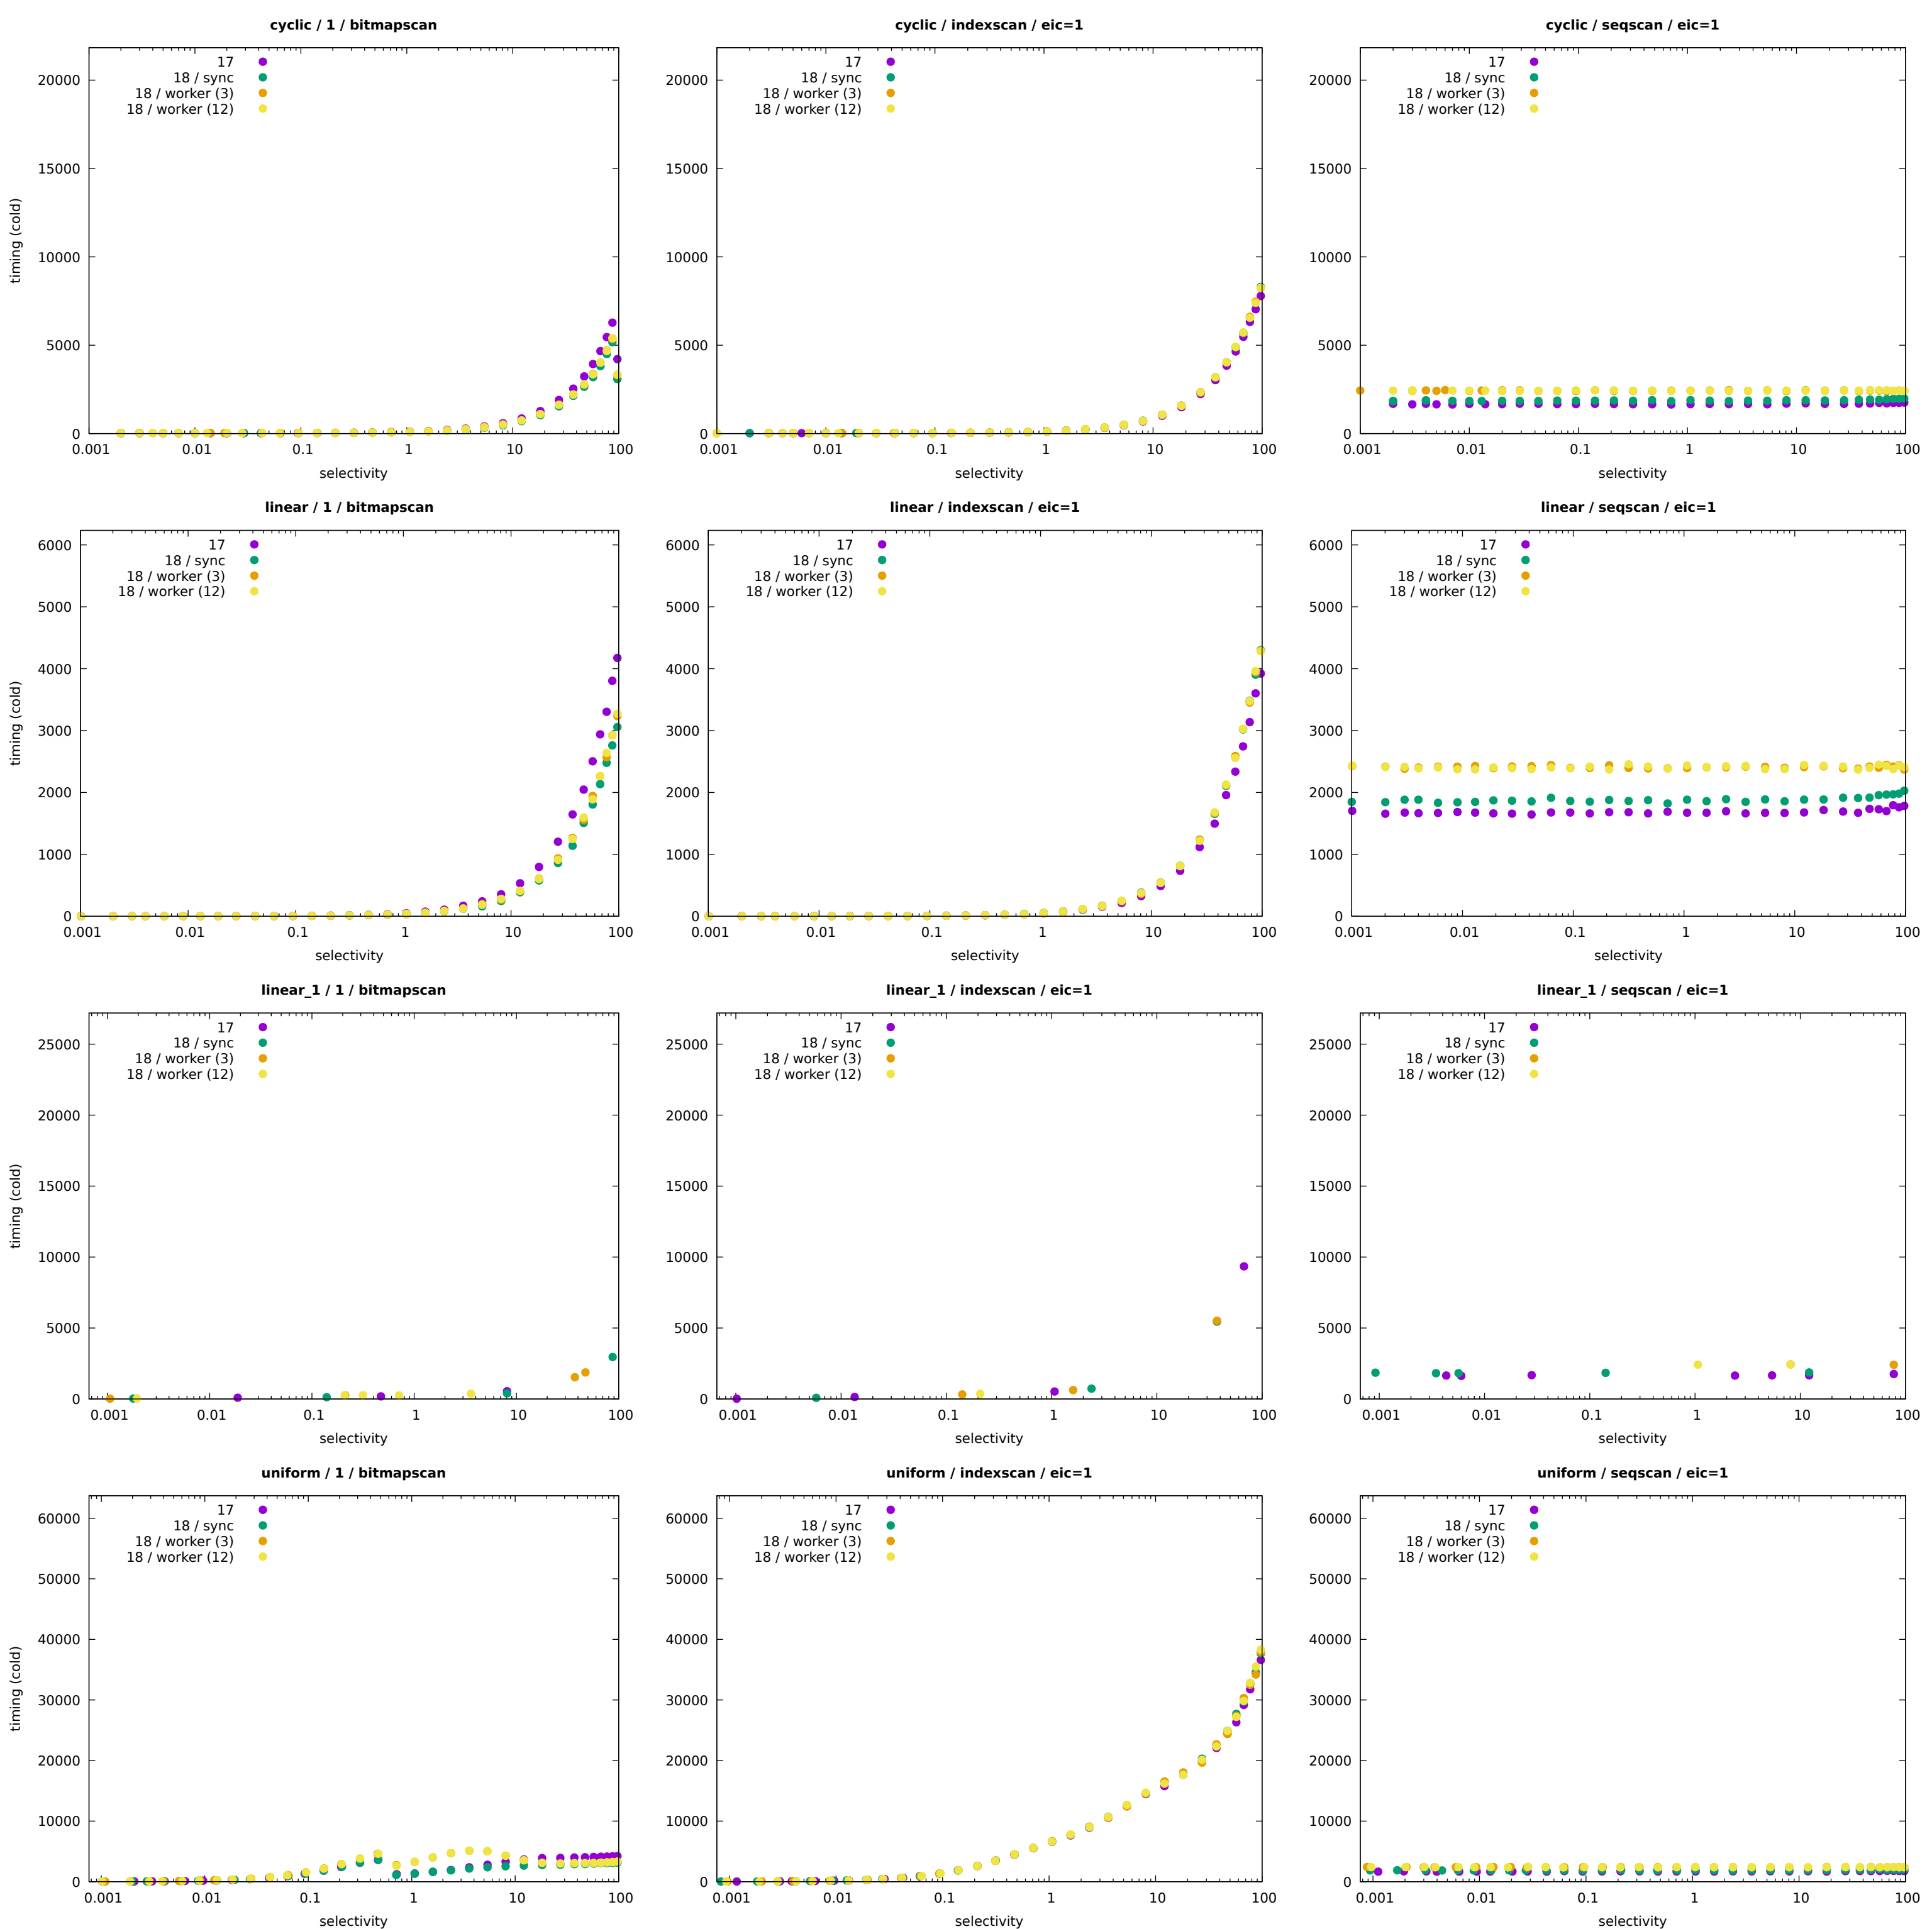 cyclic / 1 / bitmapscan
17
18 / sync
18 / worker (3)
18 / worker (12)
20000
15000
10000
5000
0
timing (cold)
0.001 0.01 0.1 1 10 100
selectivity
cyclic / indexscan / eic=1
17
18 / sync
18 / worker (3)
18 / worker (12)
20000
15000
10000
5000
0
0.001 0.01 0.1 1 10 100
selectivity
cyclic / seqscan / eic=1
17
18 / sync
18 / worker (3)
18 / worker (12)
20000
15000
10000
5000
0
0.001 0.01 0.1 1 10 100
selectivity
linear / 1 / bitmapscan
17
18 / sync
18 / worker (3)
18 / worker (12)
6000
5000
4000
3000
2000
1000
0
timing (cold)
0.001 0.01 0.1 1 10 100
selectivity
linear / indexscan / eic=1
17
18 / sync
18 / worker (3)
18 / worker (12)
6000
5000
4000
3000
2000
1000
0
0.001 0.01 0.1 1 10 100
selectivity
linear / seqscan / eic=1
17
18 / sync
18 / worker (3)
18 / worker (12)
6000
5000
4000
3000
2000
1000
0
0.001 0.01 0.1 1 10 100
selectivity
linear_1 / 1 / bitmapscan
17
18 / sync
18 / worker (3)
18 / worker (12)
25000
20000
15000
10000
5000
0
timing (cold)
0.001 0.01 0.1 1 10 100
selectivity
linear_1 / indexscan / eic=1
17
18 / sync
18 / worker (3)
18 / worker (12)
25000
20000
15000
10000
5000
0
0.001 0.01 0.1 1 10 100
selectivity
linear_1 / seqscan / eic=1
17
18 / sync
18 / worker (3)
18 / worker (12)
25000
20000
15000
10000
5000
0
0.001 0.01 0.1 1 10 100
selectivity
uniform / 1 / bitmapscan
17
18 / sync
18 / worker (3)
18 / worker (12)
60000
50000
40000
30000
20000
10000
0
timing (cold)
0.001 0.01 0.1 1 10 100
selectivity
uniform / indexscan / eic=1
17
18 / sync
18 / worker (3)
18 / worker (12)
60000
50000
40000
30000
20000
10000
0
0.001 0.01 0.1 1 10 100
selectivity
uniform / seqscan / eic=1
17
18 / sync
18 / worker (3)
18 / worker (12)
60000
50000
40000
30000
20000
10000
0
0.001 0.01 0.1 1 10 100
selectivity